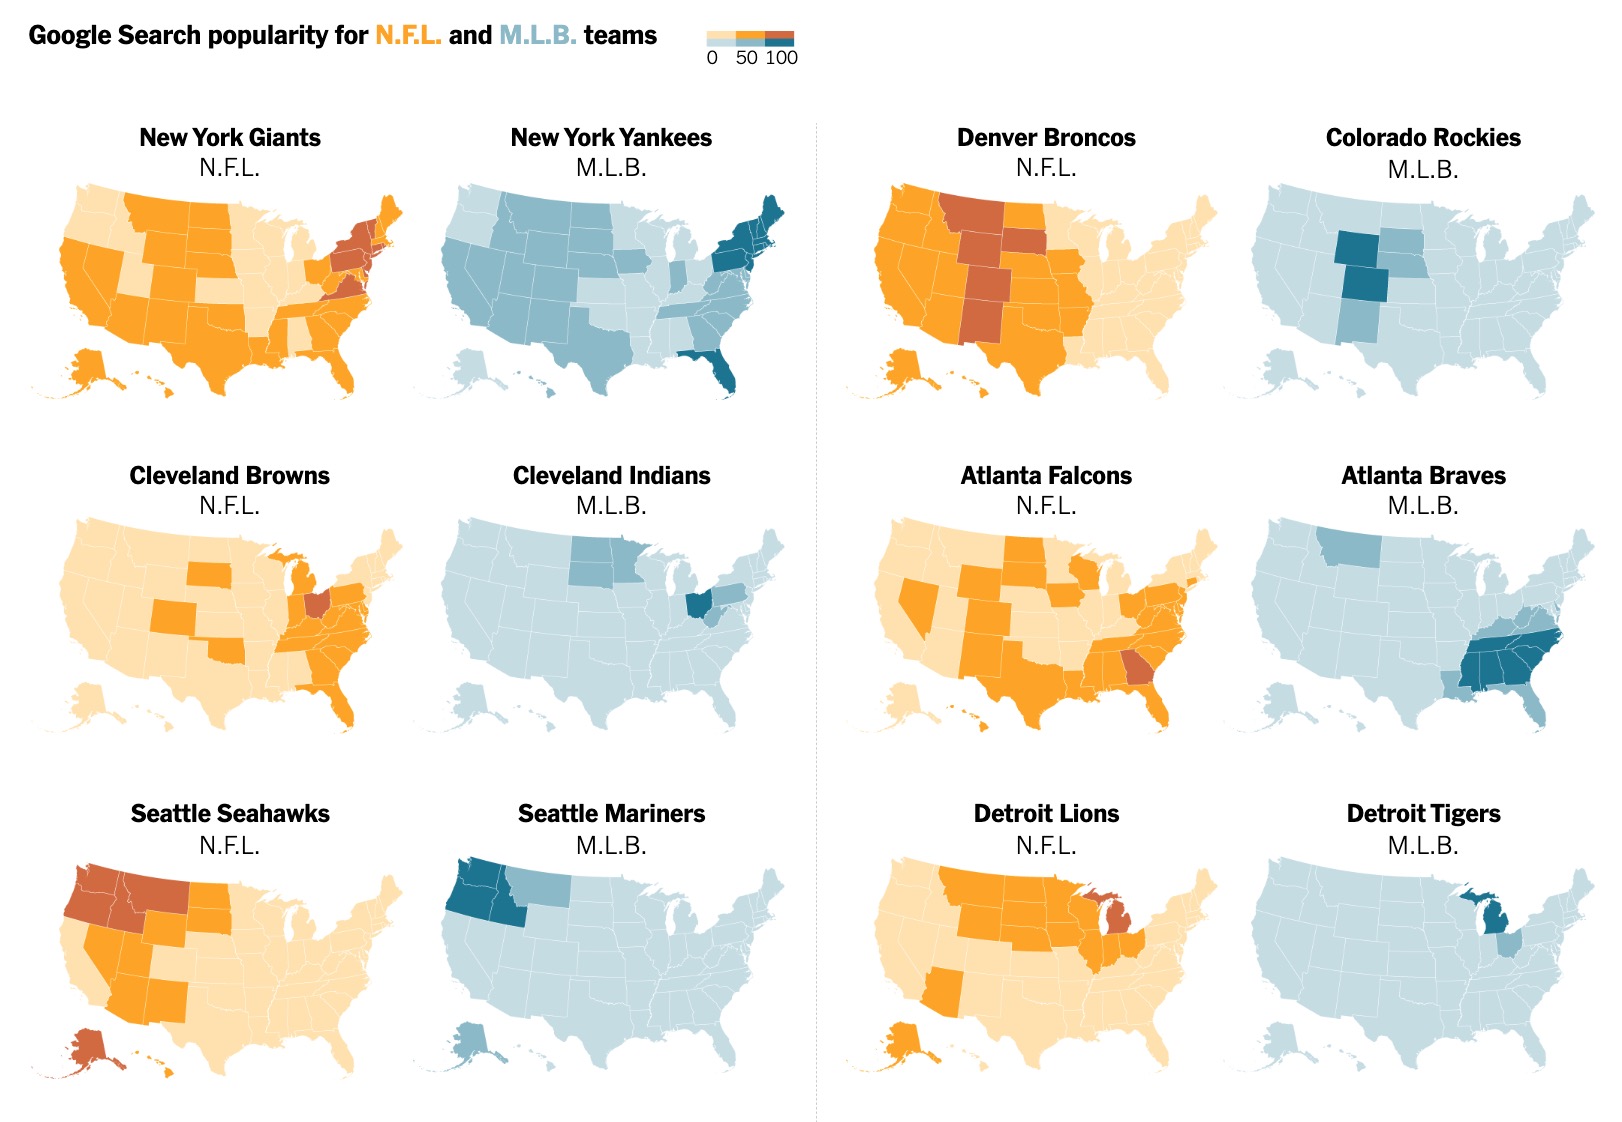 Google Search popularity for N.F.L. and M.L.B. teams
0 50 100
New York Giants
N.F.L.
New York Yankees
M.L.B.
Denver Broncos
N.F.L.
Colorado Rockies
M.L.B.
Cleveland Browns
N.F.L.
Cleveland Indians
M.L.B.
Atlanta Falcons
N.F.L.
Atlanta Braves
M.L.B.
Seattle Seahawks
N.F.L.
Seattle Mariners
M.L.B.
Detroit Lions
N.F.L.
Detroit Tigers
M.L.B.